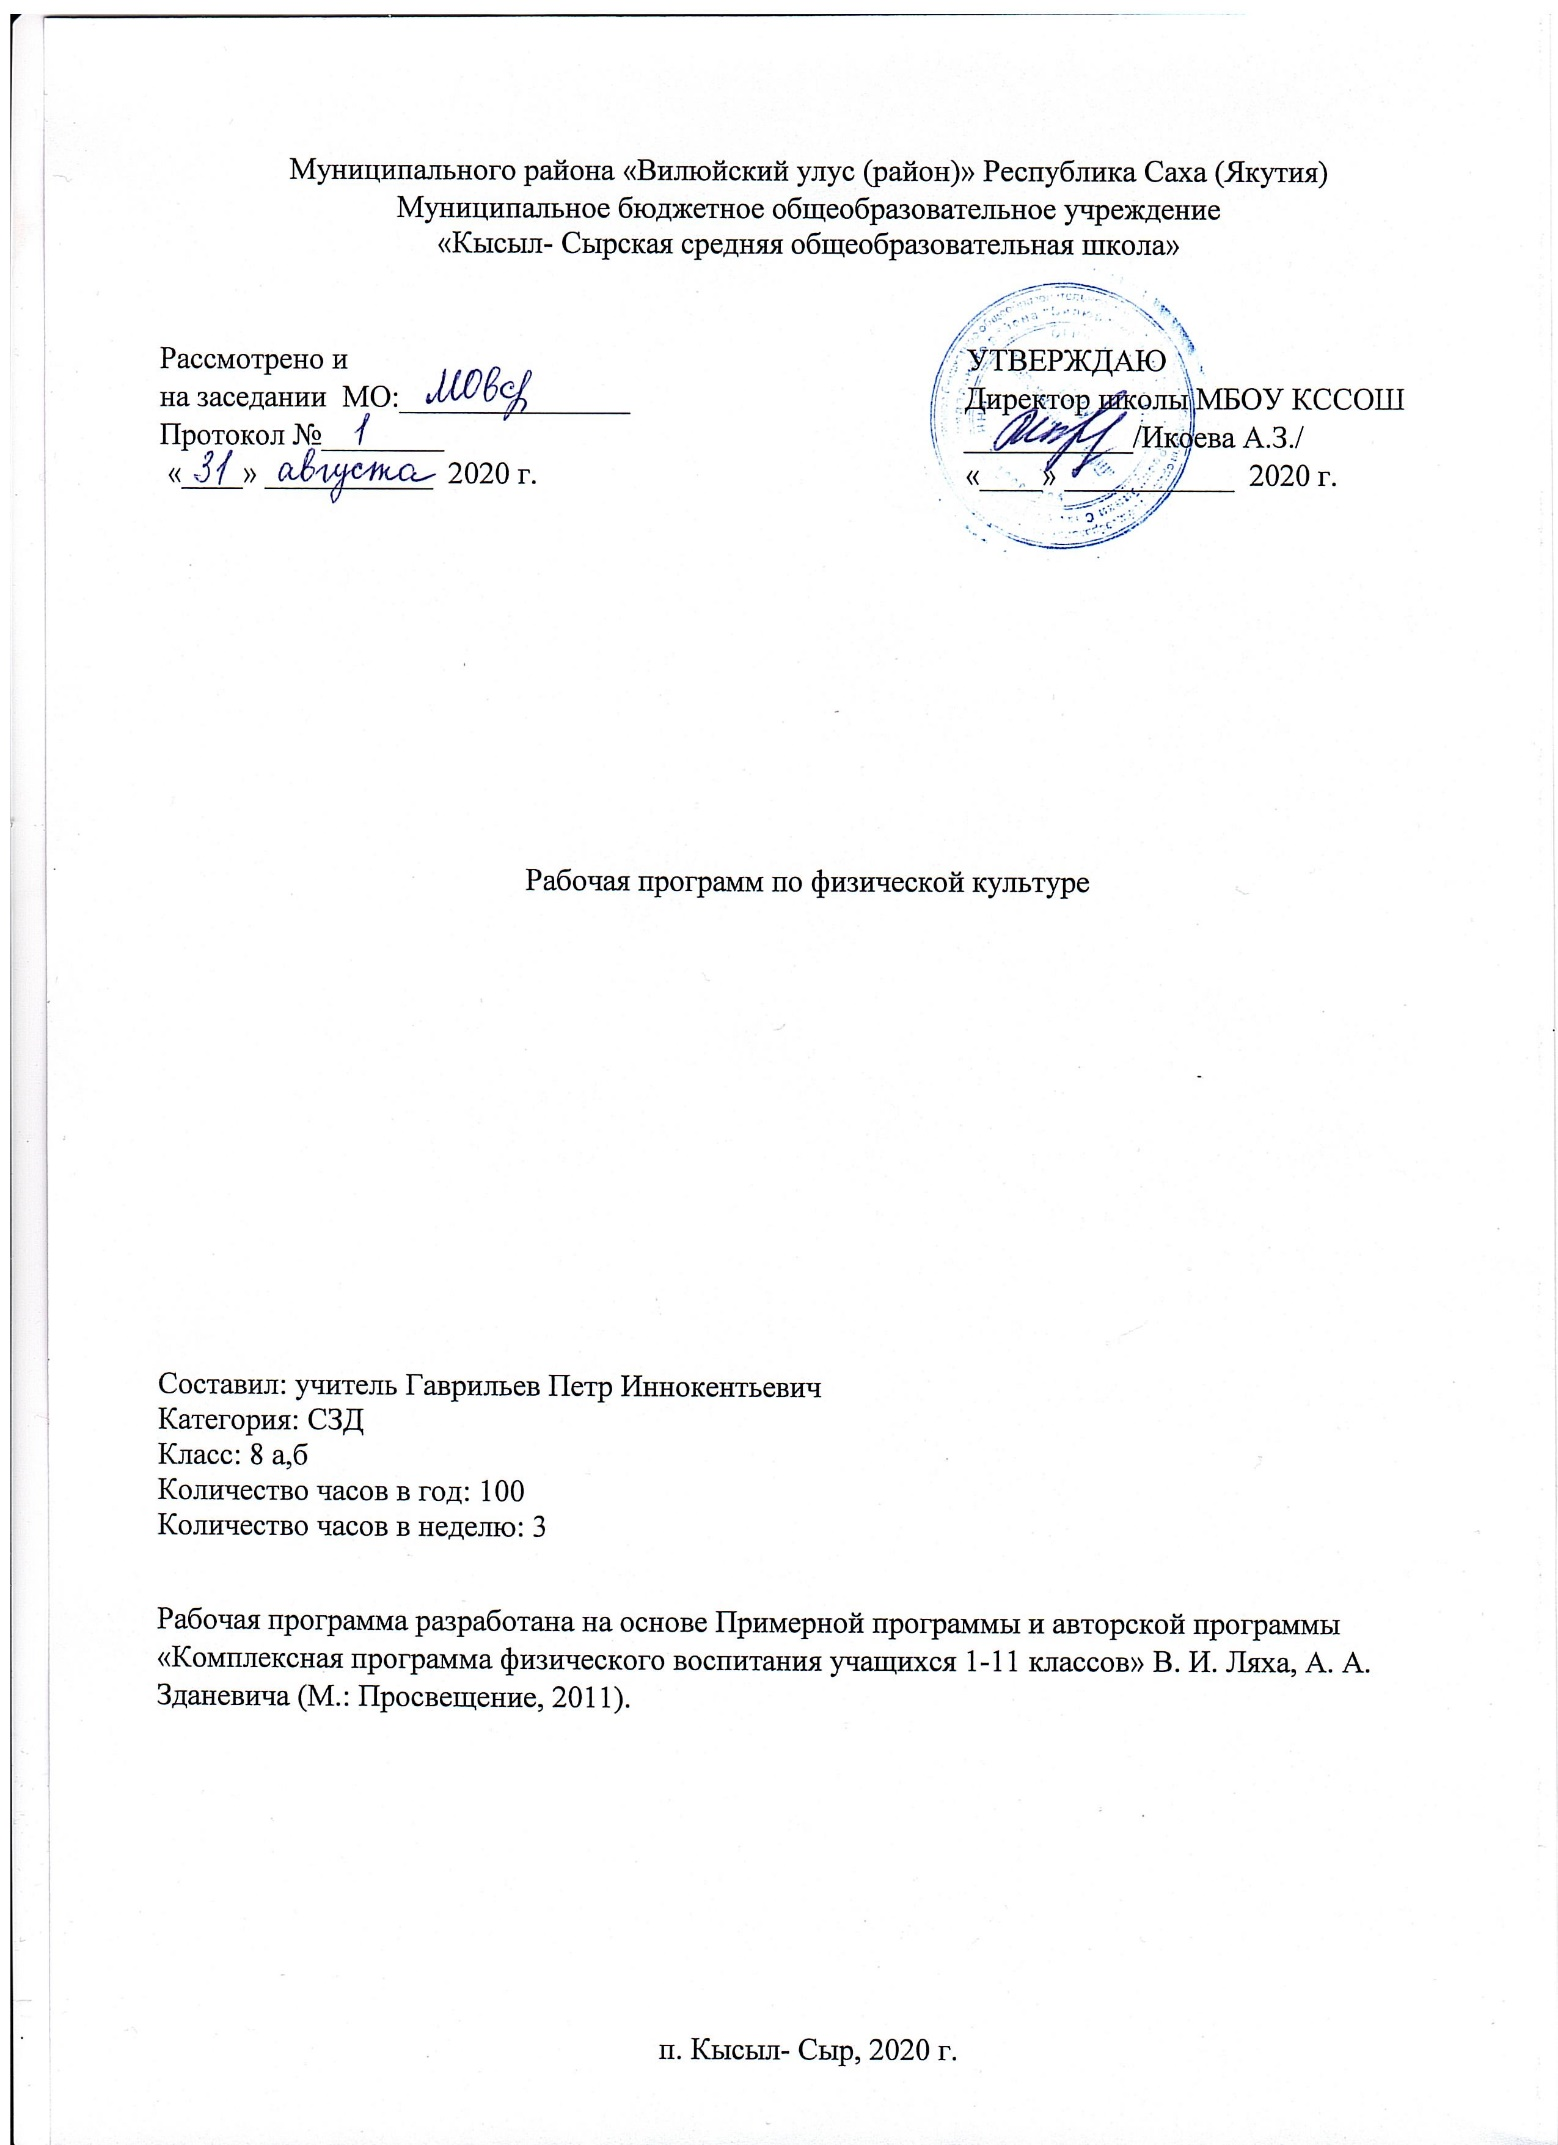 Муниципального района «Вилюйский улус (район)» Республика Саха (Якутия)
Муниципальное бюджетное общеобразовательное учреждение
«Кысыл- Сырская средняя общеобразовательная школа»
Рассмотрено и
на заседании МО:
Протокол № 1
«31» августа 2020 г.
УТВЕРЖДАЮ
Директор школы МБОУ КССОШ
/Икоева А.З./
«____» ___________ 2020 г.
Рабочая программ по физической культуре
Составил: учитель Гаврильев Петр Иннокентьевич
Категория: СЗД
Класс: 8 а,б
Количество часов в год: 100
Количество часов в неделю: 3
Рабочая программа разработана на основе Примерной программы и авторской программы
«Комплексная программа физического воспитания учащихся 1-11 классов» В. И. Ляха, А. А.
Зданевича (М.: Просвещение, 2011).
п. Кысыл- Сыр, 2020 г.